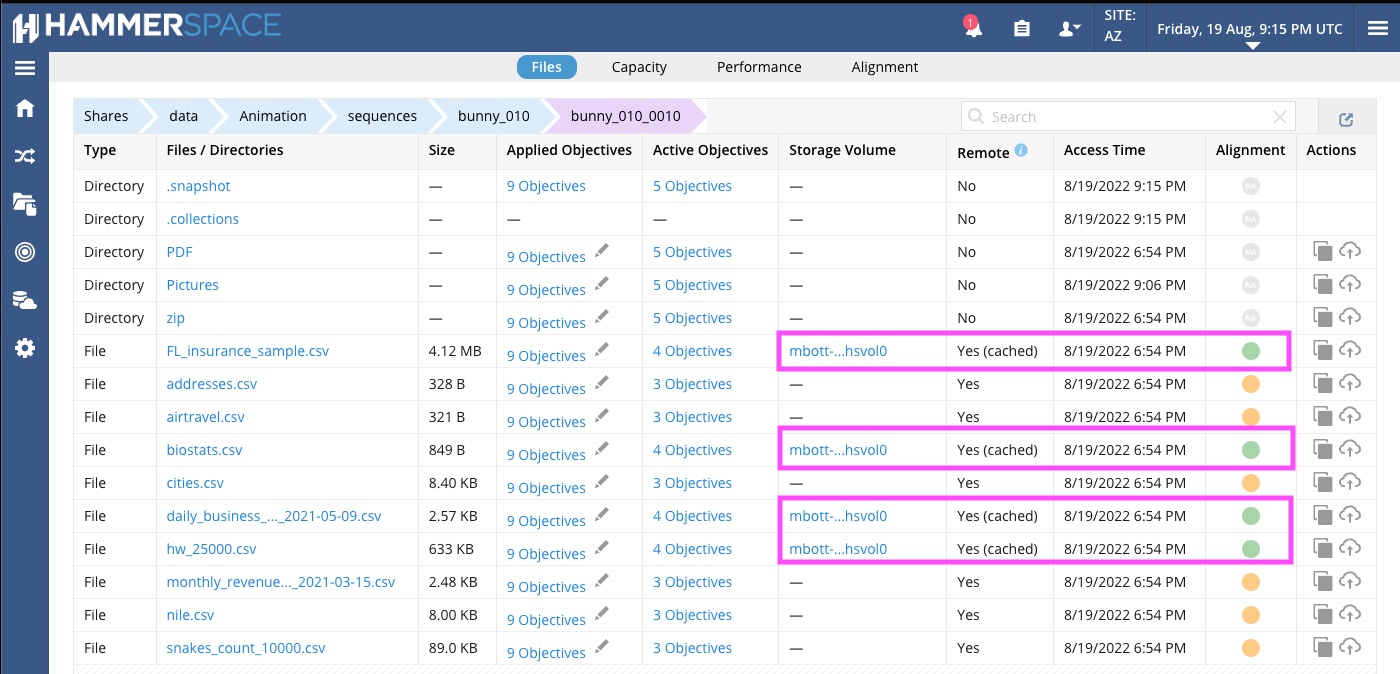 HAMMERSPACE
1
SITE:
AZ
Friday, 19 Aug, 9:15 PM UTC
Files Capacity Performance Alignment
Shares data Animation sequences bunny_010 bunny_010_0010 Search
Type Files / Directories Size Applied Objectives Active Objectives Storage Volume Remote i Access Time Alignment Actions
Directory .snapshot — 9 Objectives 5 Objectives — No 8/19/2022 9:15 PM NA
Directory .collections — — — — No 8/19/2022 9:15 PM NA
Directory PDF — 9 Objectives 5 Objectives — No 8/19/2022 6:54 PM NA
Directory Pictures — 9 Objectives 5 Objectives — No 8/19/2022 9:06 PM NA
Directory zip — 9 Objectives 5 Objectives — No 8/19/2022 6:54 PM NA
File FL_insurance_sample.csv 4.12 MB 9 Objectives 4 Objectives mbott-...hsvol0 Yes (cached) 8/19/2022 6:54 PM
File addresses.csv 328 B 9 Objectives 3 Objectives — Yes 8/19/2022 6:54 PM
File airtravel.csv 321 B 9 Objectives 3 Objectives — Yes 8/19/2022 6:54 PM
File biostats.csv 849 B 9 Objectives 4 Objectives mbott-...hsvol0 Yes (cached) 8/19/2022 6:54 PM
File cities.csv 8.40 KB 9 Objectives 3 Objectives — Yes 8/19/2022 6:54 PM
File daily_business_..._2021-05-09.csv 2.57 KB 9 Objectives 4 Objectives mbott-...hsvol0 Yes (cached) 8/19/2022 6:54 PM
File hw_25000.csv 633 KB 9 Objectives 4 Objectives mbott-...hsvol0 Yes (cached) 8/19/2022 6:54 PM
File monthly_revenue..._2021-03-15.csv 2.48 KB 9 Objectives 3 Objectives — Yes 8/19/2022 6:54 PM
File nile.csv 8.00 KB 9 Objectives 3 Objectives — Yes 8/19/2022 6:54 PM
File snakes_count_10000.csv 89.0 KB 9 Objectives 3 Objectives — Yes 8/19/2022 6:54 PM